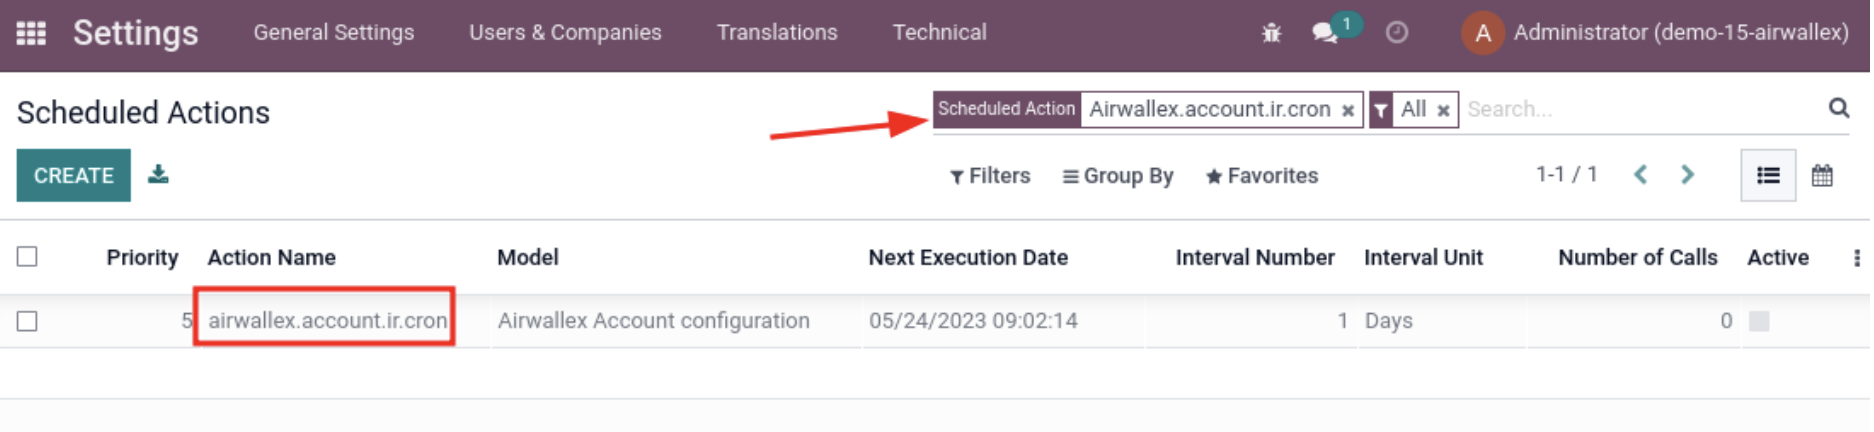 Settings General Settings Users & Companies Translations Technical 1 A Administrator (demo-15-airwallex)
Scheduled Actions Scheduled Action Airwallex.account.ir.cron × All × Search...
CREATE Filters Group By Favorites 1-1 / 1
Priority Action Name Model Next Execution Date Interval Number Interval Unit Number of Calls Active
5 airwallex.account.ir.cron Airwallex Account configuration 05/24/2023 09:02:14 1 Days 0